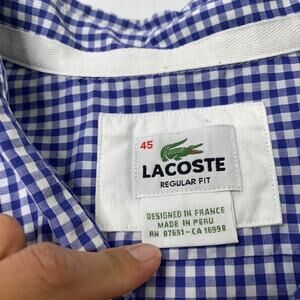 45
LACOSTE
REGULAR FIT
DESIGNED IN FRANCE
MADE IN PERU
RN 87651-CA 16998